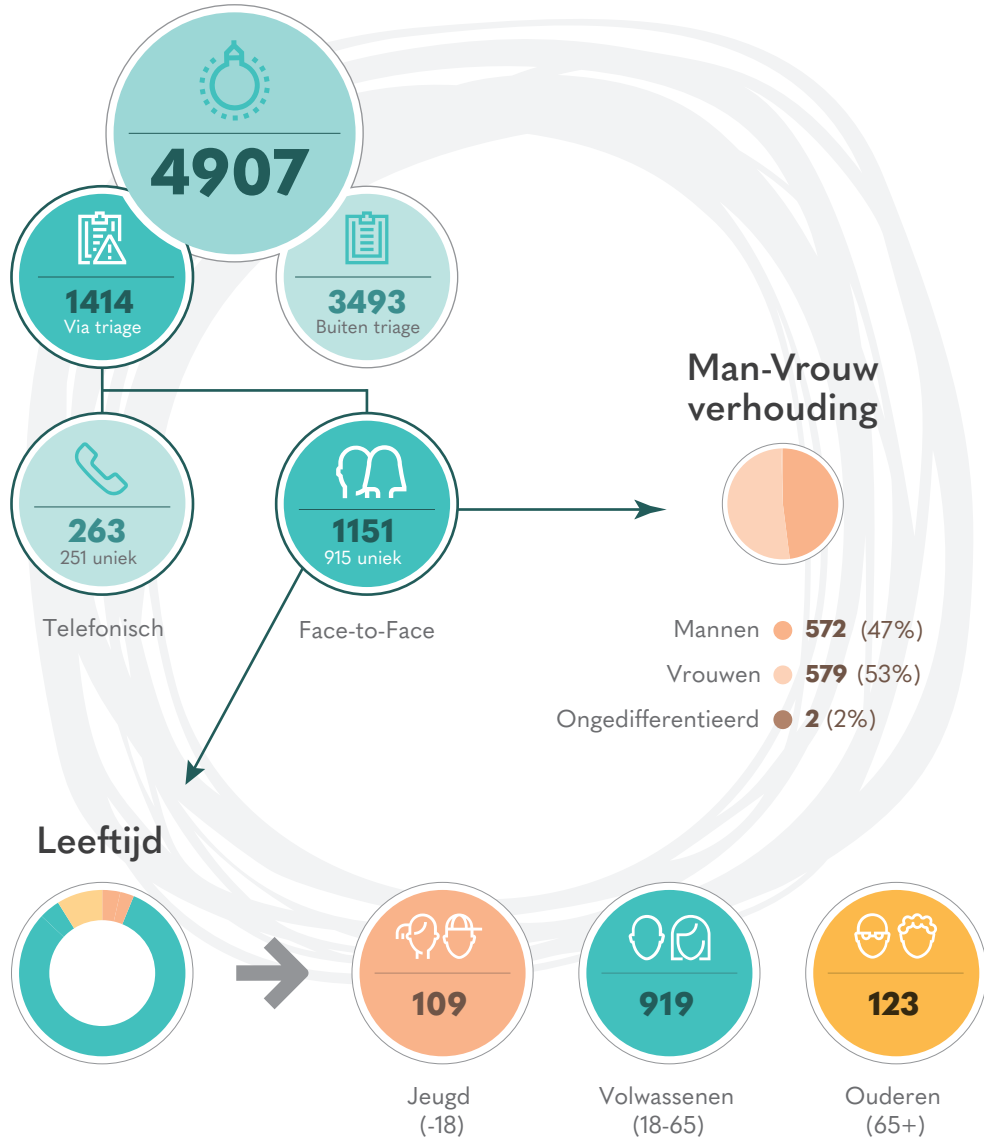 4907
1414
Via triage
3493
Buiten triage
263
251 uniek
Telefonisch
1151
915 uniek
Face-to-Face
Man-Vrouw
verhouding
Mannen 572 (47%)
Vrouwen 579 (53%)
Ongedifferentieerd 2 (2%)
Leeftijd
109
Jeugd
(-18)
919
Volwassenen
(18-65)
123
Ouderen
(65+)